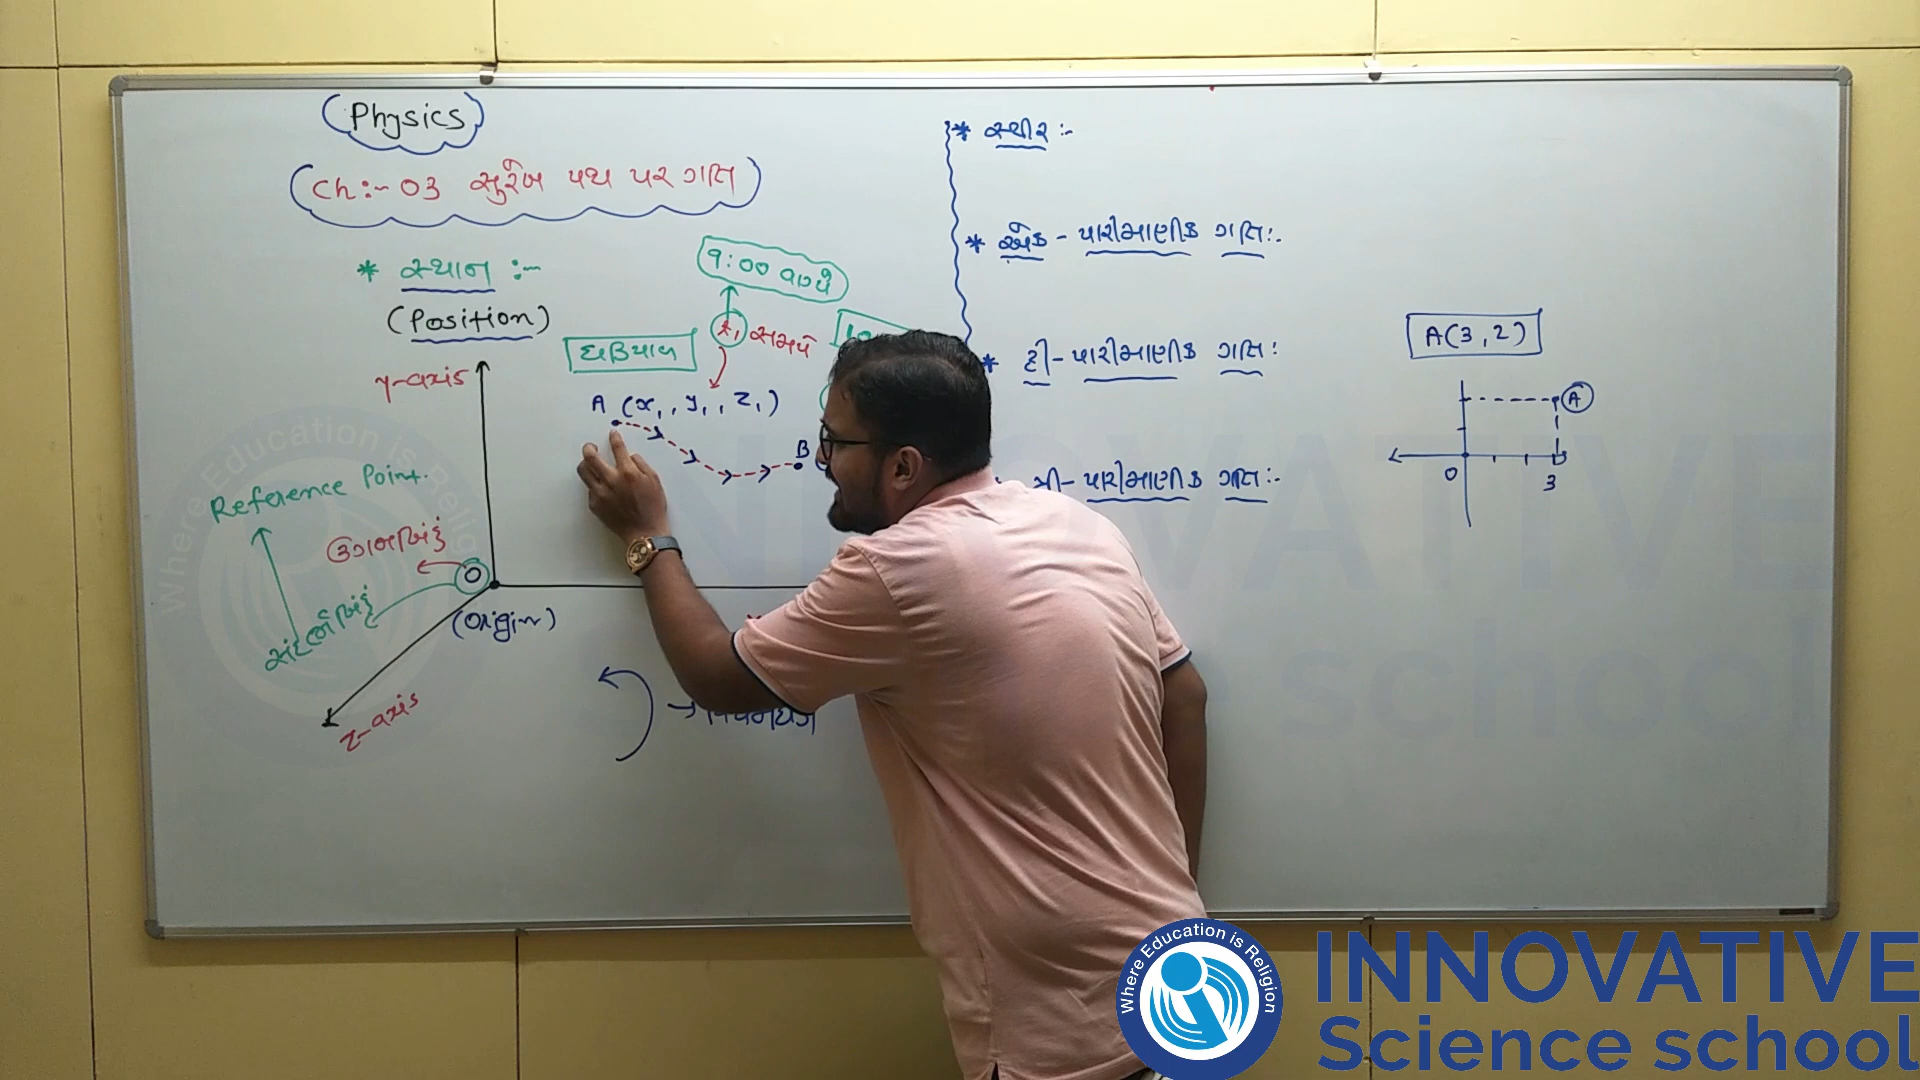 Physics
Ch:- 03 સુરેખ પથ પર ગતિ
* સ્થાન :-
(Position)
9:00 વાગ્યે
t₁ સમયે
ઘડિયાળ
A (x₁, y₁, z₁)
B
y-axis
Reference Point.
ઉગમબિંદુ
સંદર્ભબિંદુ
O
(Origin)
z-axis
* સ્થીર :-
* એક - પારીમાણીક ગતિ:-
* દ્વી - પારીમાણીક ગતિ:
ત્રી - પારીમાણીક ગતિ:-
A(3,2)
A
0
3
Where Education is Religion
INNOVATIVE
Science school